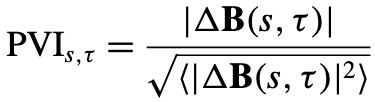 PVI_{s,τ} = |Δ𝐁(s, τ)| / √⟨|Δ𝐁(s, τ)|²⟩